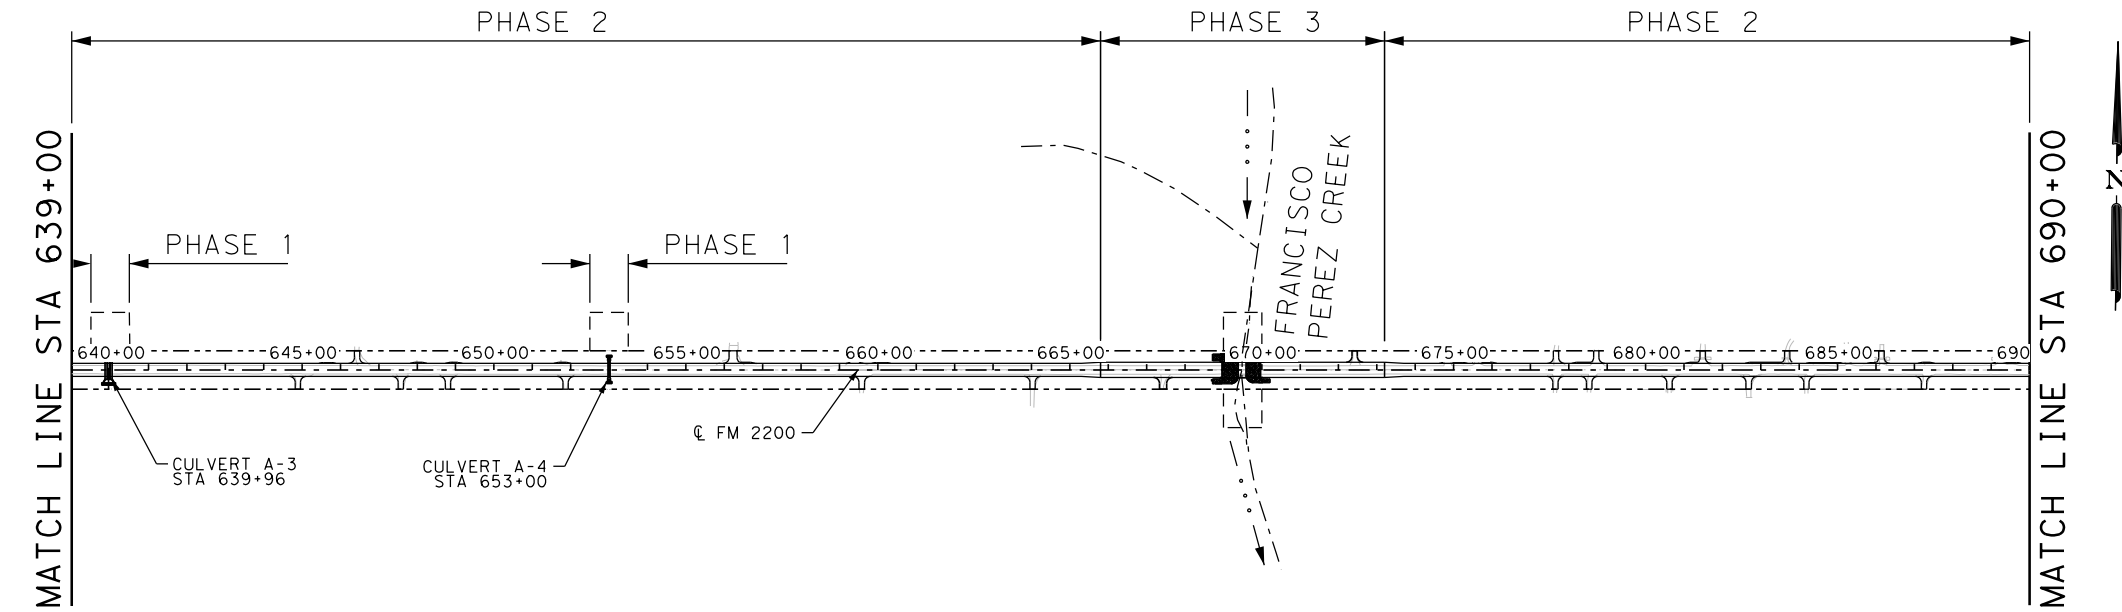 PHASE 2
PHASE 3
PHASE 2
MATCH LINE STA 639+00
PHASE 1
PHASE 1
FRANCISCO
PEREZ CREEK
MATCH LINE STA 690+00
N
640+00 645+00 650+00 655+00 660+00 665+00 670+00 675+00 680+00 685+00 690
℄ FM 2200
CULVERT A-3
STA 639+96
CULVERT A-4
STA 653+00